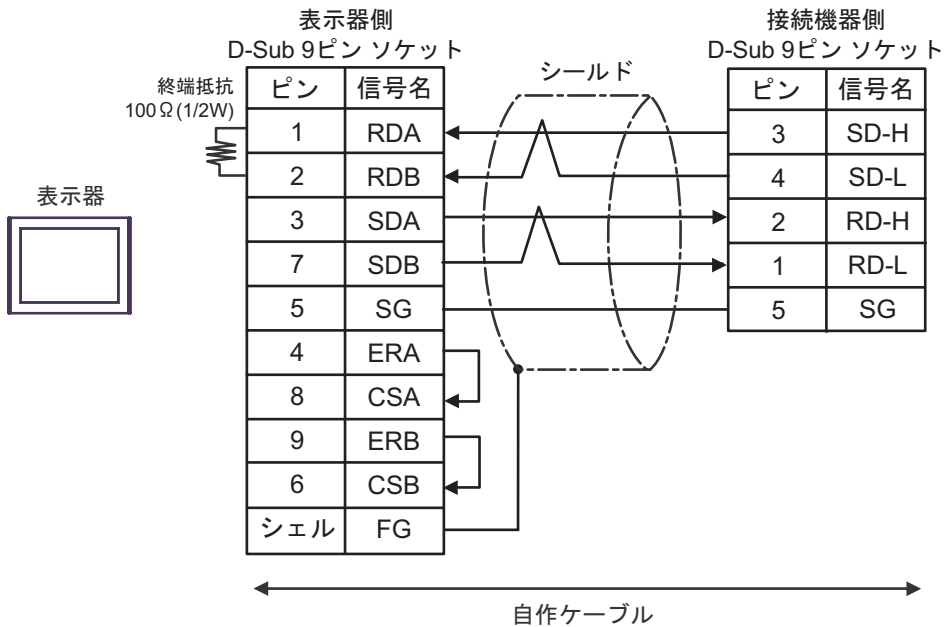 表示器側
D-Sub 9ピン ソケット
接続機器側
D-Sub 9ピン ソケット
シールド
終端抵抗
100Ω(1/2W)
表示器
ピン 信号名
1 RDA
2 RDB
3 SDA
7 SDB
5 SG
4 ERA
8 CSA
9 ERB
6 CSB
シェル FG
ピン 信号名
3 SD-H
4 SD-L
2 RD-H
1 RD-L
5 SG
自作ケーブル